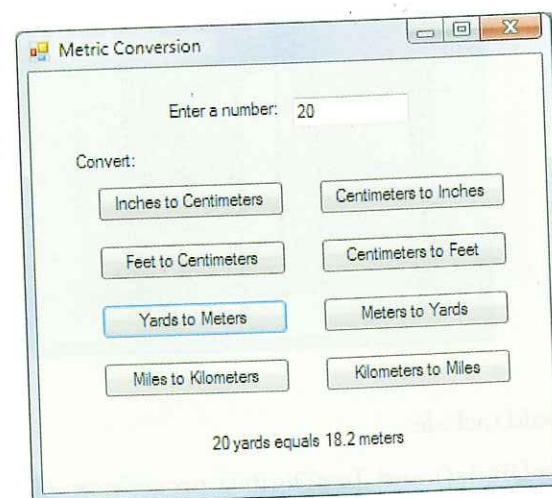 Metric Conversion
Enter a number: 20
Convert:
Inches to Centimeters Centimeters to Inches
Feet to Centimeters Centimeters to Feet
Yards to Meters Meters to Yards
Miles to Kilometers Kilometers to Miles
20 yards equals 18.2 meters